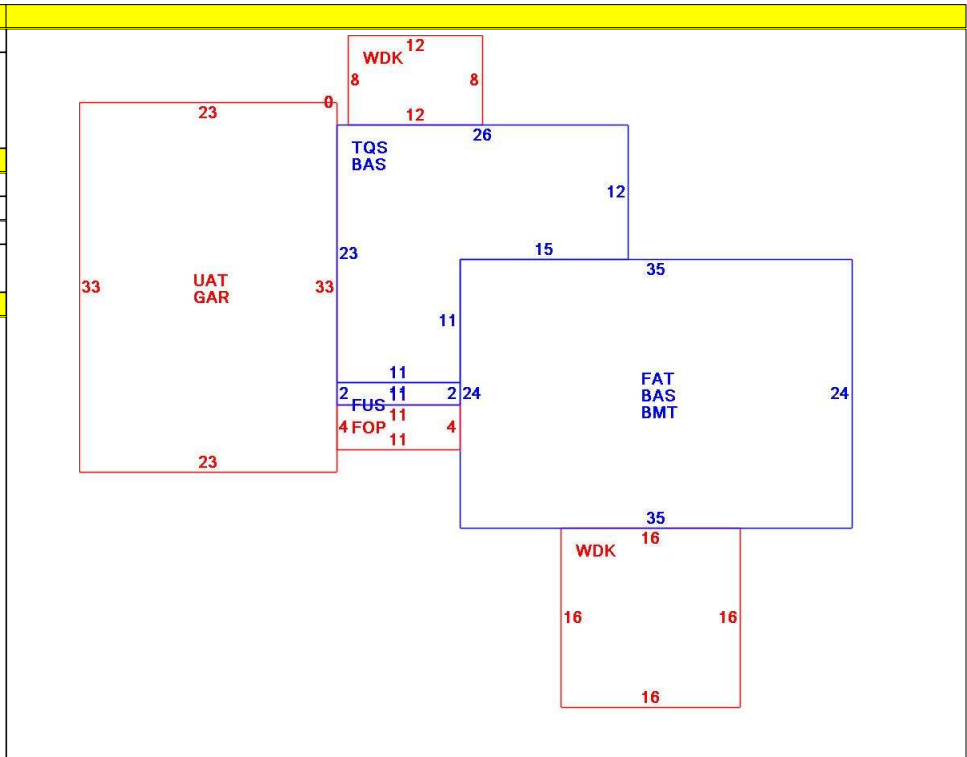 12
WDK
8 8
0
23 12
26
TQS
BAS
12
15
23
35
UAT
GAR
33 33
11
11
FAT
BAS
BMT
2 11 2 24 24
FUS
11
4 FOP 4
11
23
35
16
WDK
16 16
16